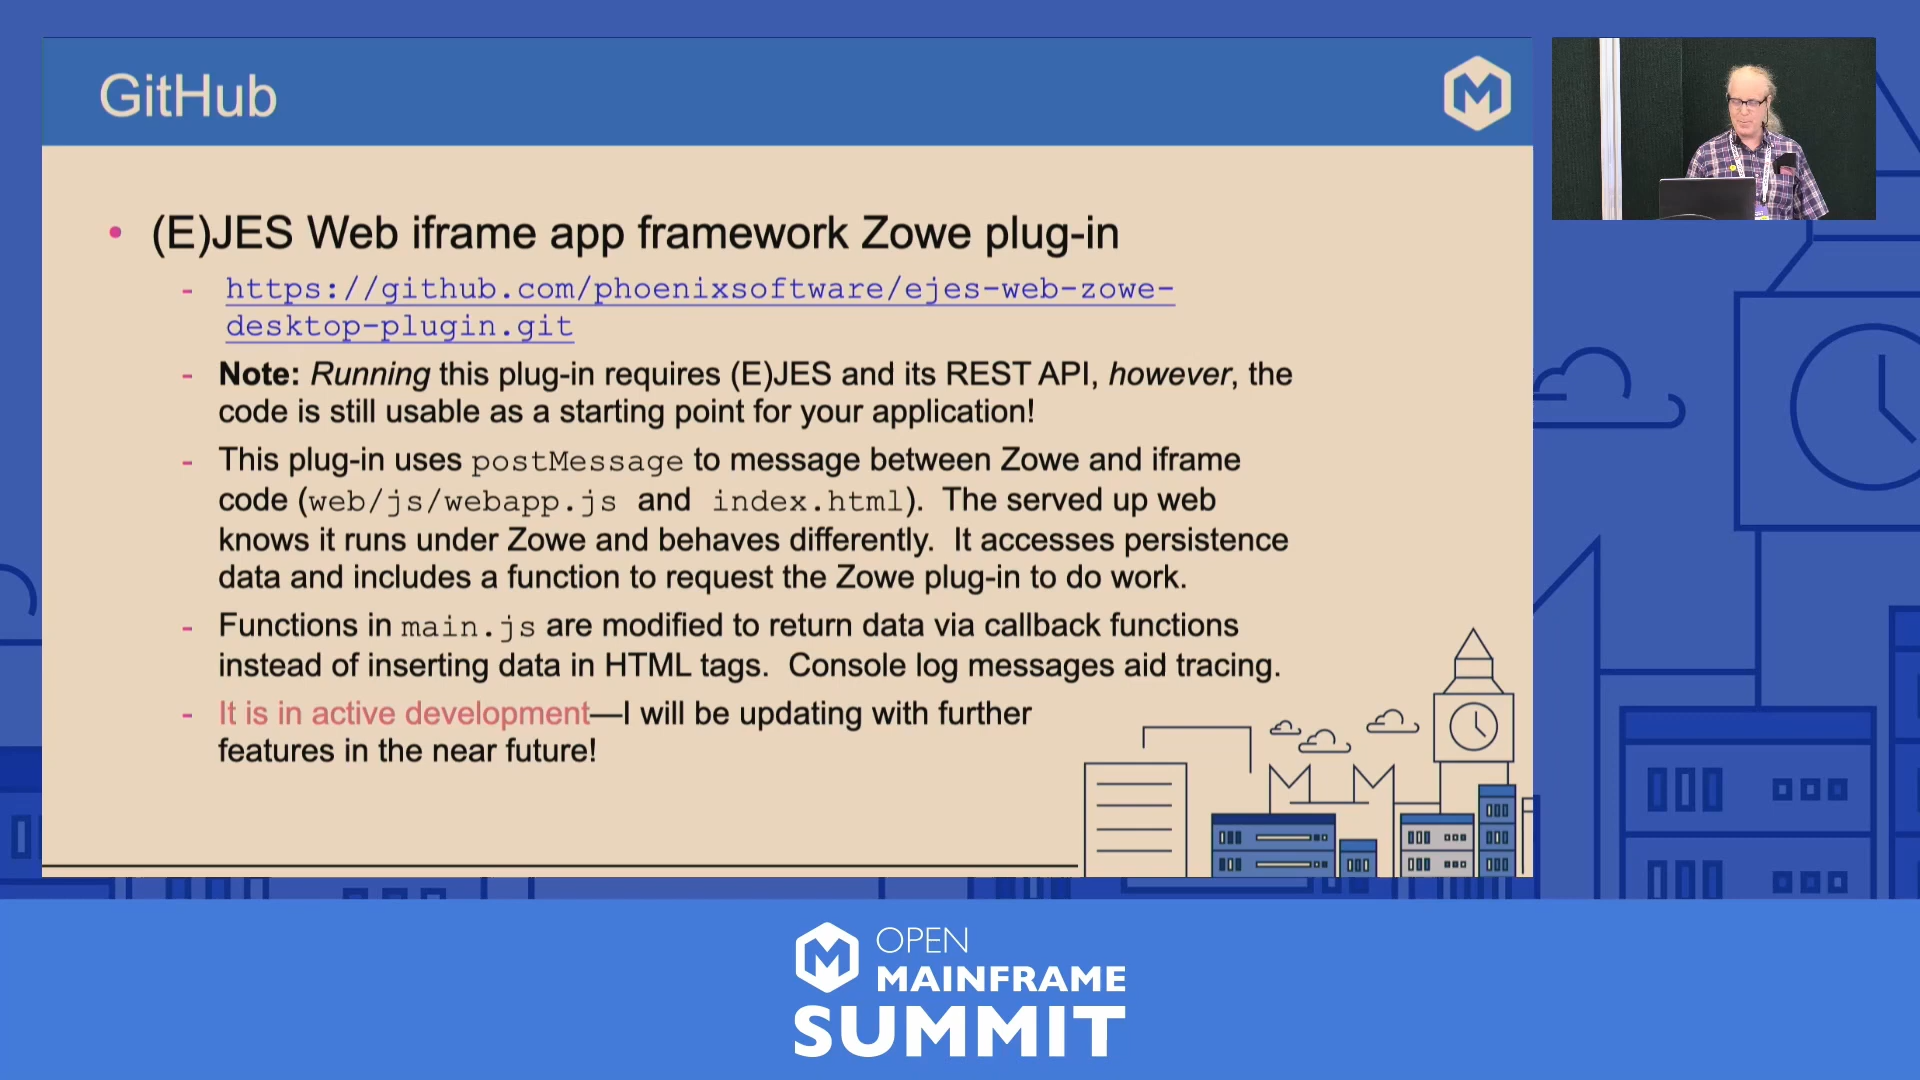 GitHub
• (E)JES Web iframe app framework Zowe plug-in
- https://github.com/phoenixsoftware/ejes-web-zowe-
desktop-plugin.git
- Note: Running this plug-in requires (E)JES and its REST API, however, the
code is still usable as a starting point for your application!
- This plug-in uses postMessage to message between Zowe and iframe
code (web/js/webapp.js and index.html). The served up web
knows it runs under Zowe and behaves differently. It accesses persistence
data and includes a function to request the Zowe plug-in to do work.
- Functions in main.js are modified to return data via callback functions
instead of inserting data in HTML tags. Console log messages aid tracing.
- It is in active development—I will be updating with further
features in the near future!
OPEN
MAINFRAME
SUMMIT